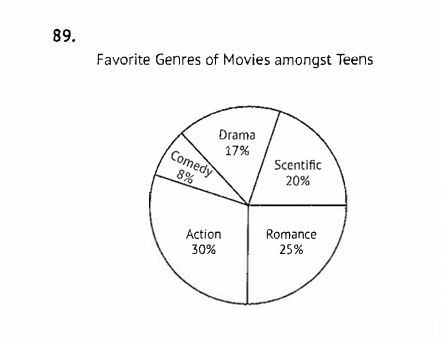 89.
Favorite Genres of Movies amongst Teens
Drama
17%
Comedy
8%
Scentific
20%
Action
30%
Romance
25%